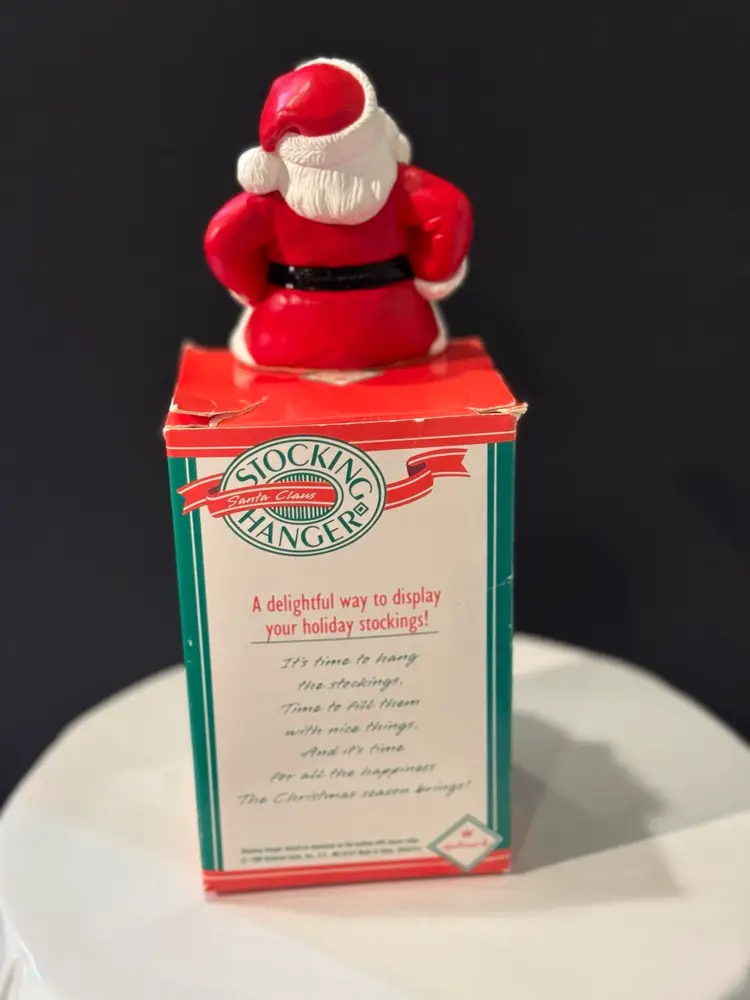 STOCKING
Santa Claus
HANGER
A delightful way to display
your holiday stockings!
It's time to hang
the stockings,
Time to fill them
with nice things,
And it's time
for all the happiness
The Christmas season brings!
Hallmark